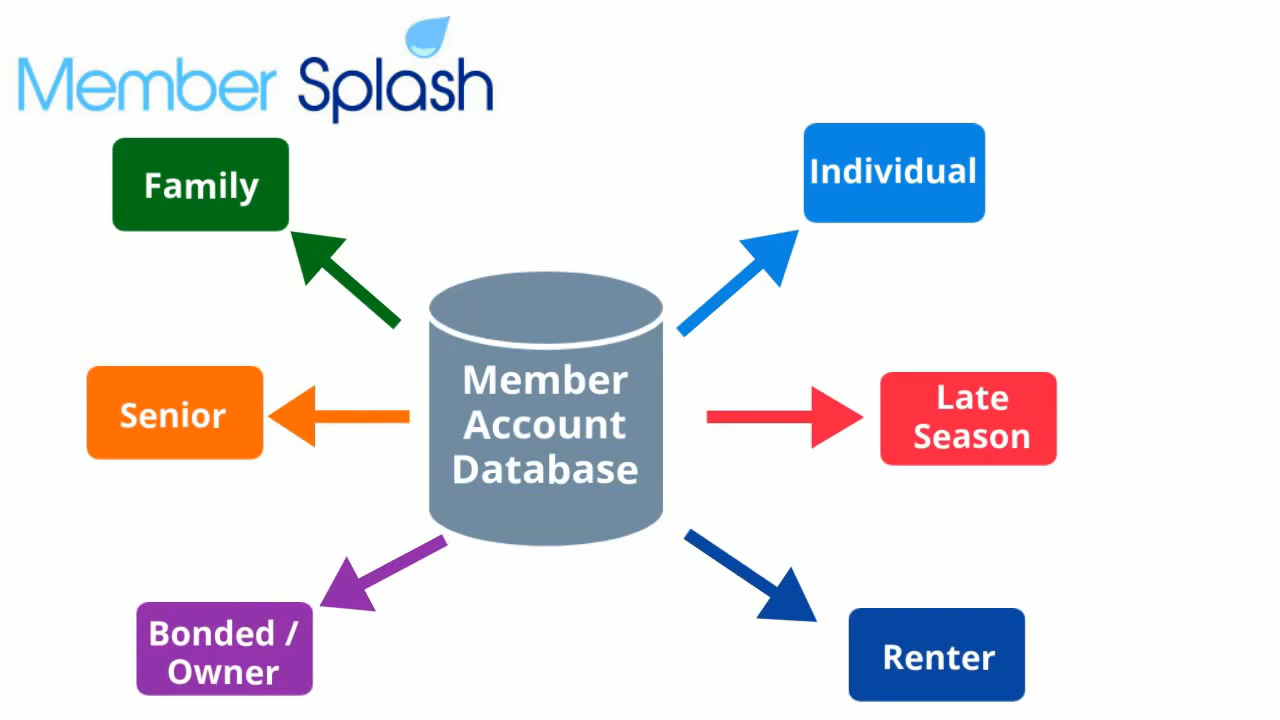 Member Splash
Family
Individual
Member
Account
Database
Senior
Late
Season
Bonded /
Owner
Renter